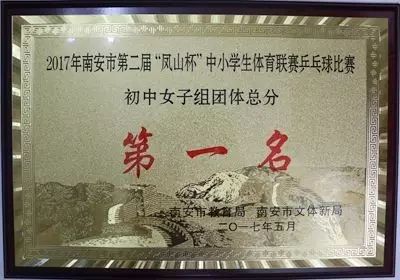 2017年南安市第二届“凤山杯”中小学生体育联赛乒乓球比赛
初中女子组团体总分
第一名
南安市教育局 南安市文体新局
二〇一七年五月